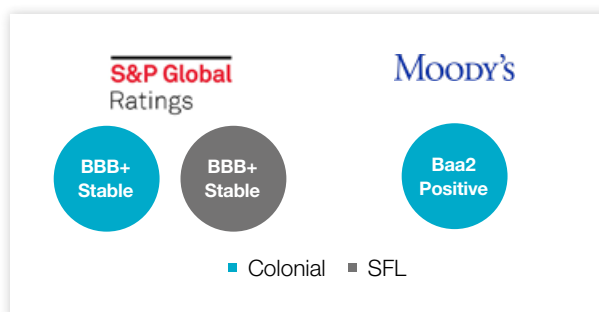 S&P Global
Ratings
MOODY'S
BBB+
Stable
BBB+
Stable
Baa2
Positive
Colonial
SFL